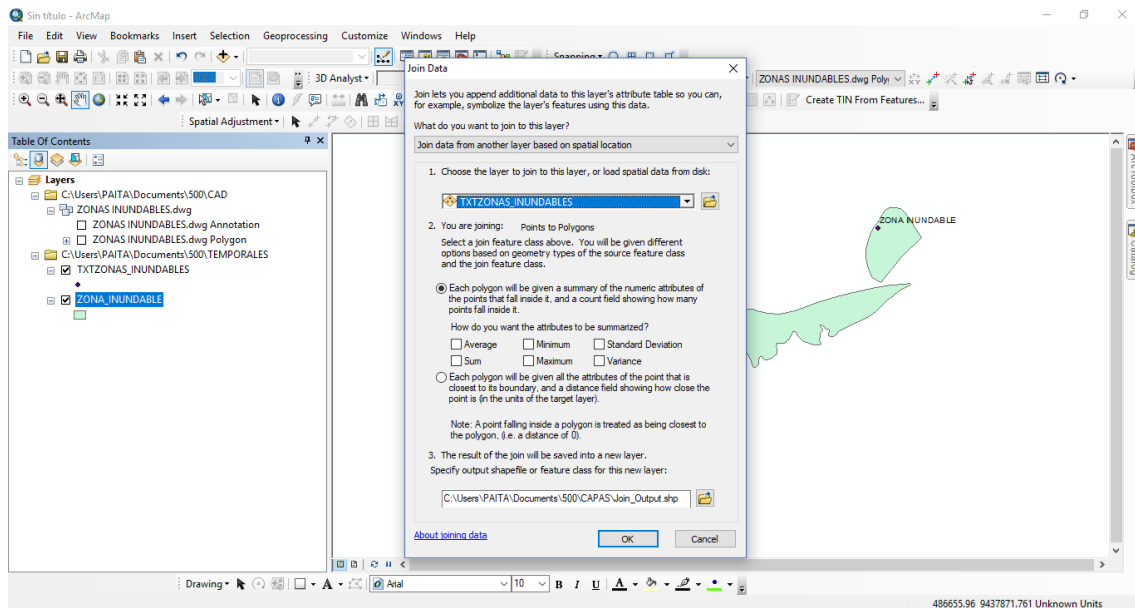 Sin título - ArcMap
File Edit View Bookmarks Insert Selection Geoprocessing Customize Windows Help
3D Analyst
ZONAS INUNDABLES.dwg Poly
Create TIN From Features...
Spatial Adjustment
Table Of Contents
Layers
C:\Users\PAITA\Documents\500\CAD
ZONAS INUNDABLES.dwg
ZONAS INUNDABLES.dwg Annotation
ZONAS INUNDABLES.dwg Polygon
C:\Users\PAITA\Documents\500\TEMPORALES
TXTZONAS_INUNDABLES
ZONA_INUNDABLE
Join Data
Join lets you append additional data to this layer's attribute table so you can,
for example, symbolize the layer's features using this data.
What do you want to join to this layer?
Join data from another layer based on spatial location
1. Choose the layer to join to this layer, or load spatial data from disk:
TXTZONAS_INUNDABLES
2. You are joining: Points to Polygons
Select a join feature class above. You will be given different
options based on geometry types of the source feature class
and the join feature class.
Each polygon will be given a summary of the numeric attributes of
the points that fall inside it, and a count field showing how many
points fall inside it.
How do you want the attributes to be summarized?
Average Minimum Standard Deviation
Sum Maximum Variance
Each polygon will be given all the attributes of the point that is
closest to its boundary, and a distance field showing how close the
point is (in the units of the target layer).
Note: A point falling inside a polygon is treated as being closest to
the polygon, (i.e. a distance of 0).
3. The result of the join will be saved into a new layer.
Specify output shapefile or feature class for this new layer:
C:\Users\PAITA\Documents\500\CAPAS\Join_Output.shp
About joining data
OK Cancel
ZONA INUNDABLE
Drawing A Arial 10 B I U A
486655.96 9437871.761 Unknown Units